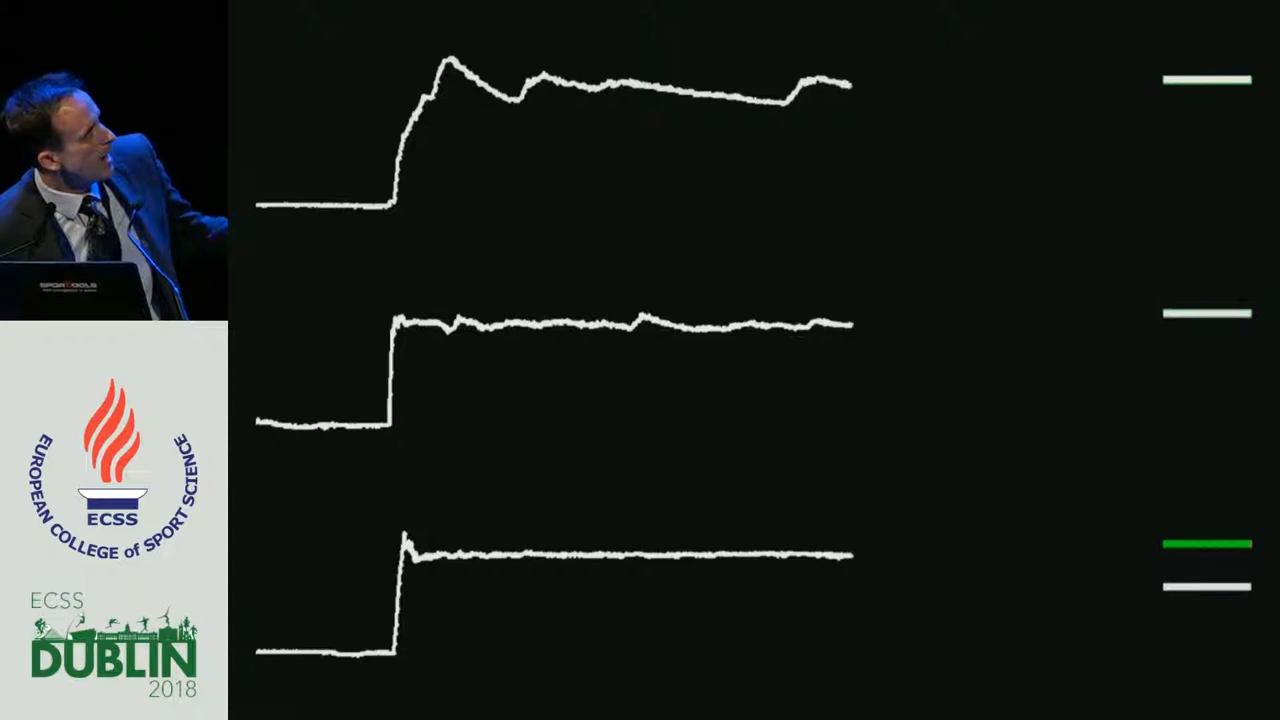 EUROPEAN COLLEGE of SPORT SCIENCE
ECSS
ECSS
DUBLIN
2018